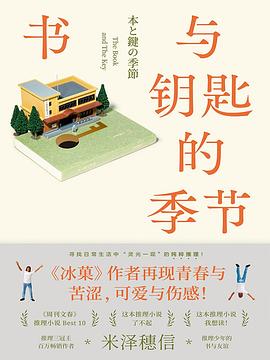 书与钥匙的季节
本と鍵の季節
The Book
and The Key
寻找日常生活中“灵光一现”的纯粹推理！
《冰菓》作者再现青春与
苦涩，可爱与伤感！
《周刊文春》
推理小说 Best 10
这本推理小说
了不起
这本推理小说
我想读！
推理三冠王
百万畅销作者
*米泽穗信*
推理少年的
书与友谊